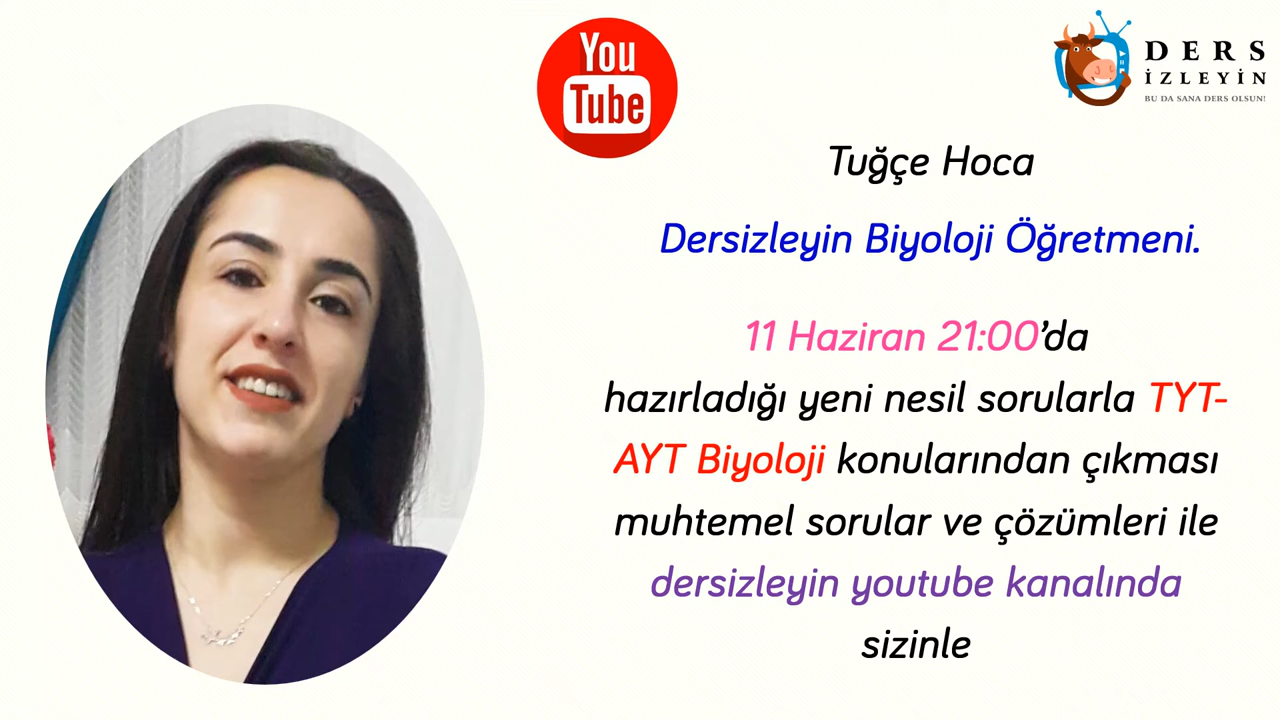 You
Tube
DERS
İZLEYİN
BU DA SANA DERS OLSUN!
Tuğçe Hoca
Dersizleyin Biyoloji Öğretmeni.
11 Haziran 21:00’da
hazırladığı yeni nesil sorularla TYT-
AYT Biyoloji konularından çıkması
muhtemel sorular ve çözümleri ile
dersizleyin youtube kanalında
sizinle